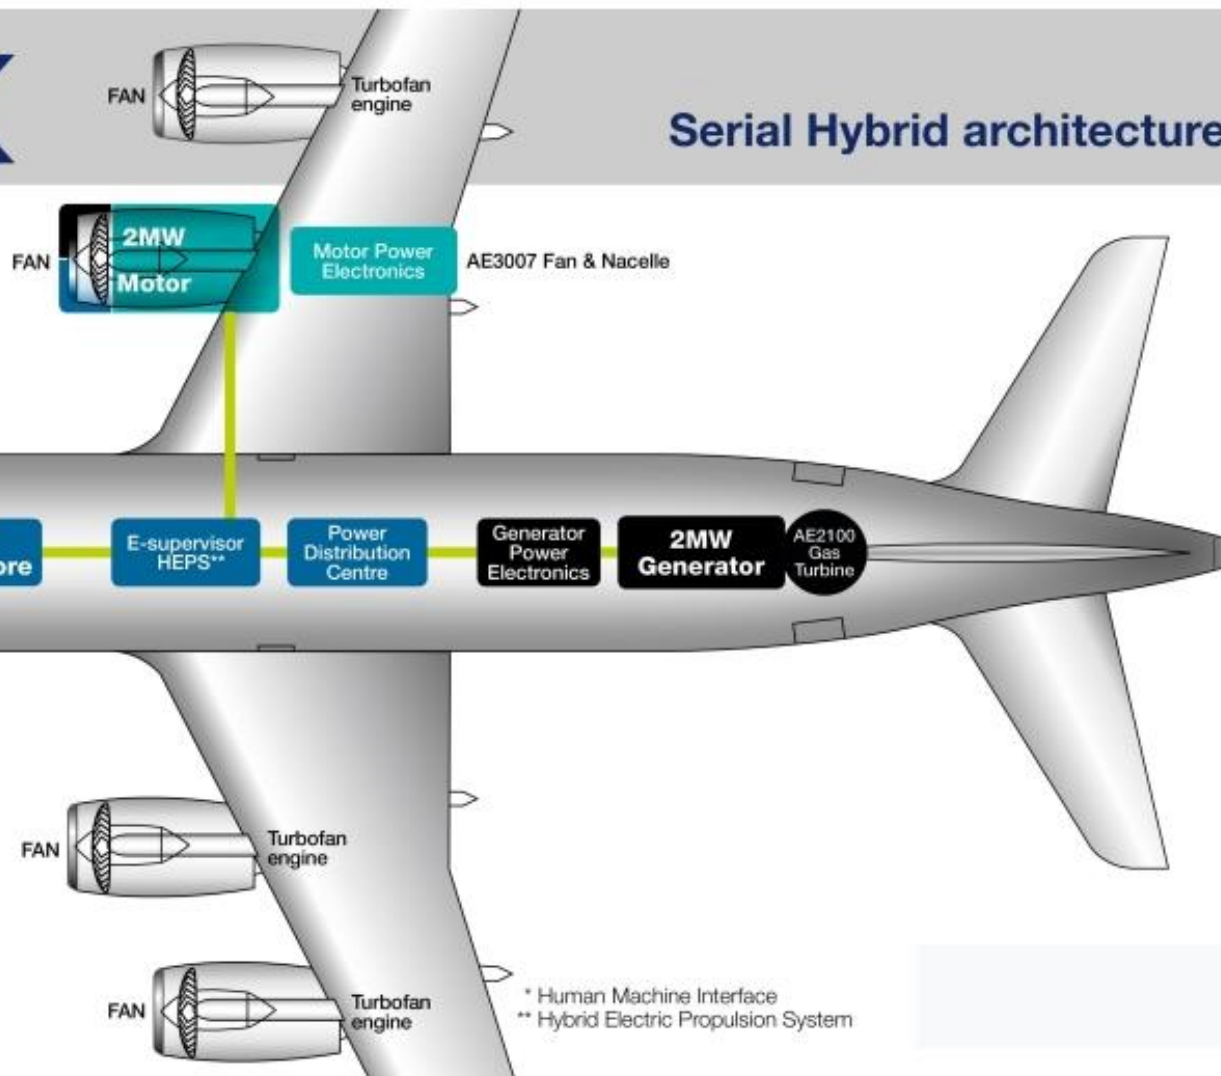 X
Serial Hybrid architecture
FAN
Turbofan
engine
FAN
2MW
Motor
Motor Power
Electronics
AE3007 Fan & Nacelle
ore
E-supervisor
HEPS**
Power
Distribution
Centre
Generator
Power
Electronics
2MW
Generator
AE2100
Gas
Turbine
FAN
Turbofan
engine
FAN
Turbofan
engine
* Human Machine Interface
** Hybrid Electric Propulsion System